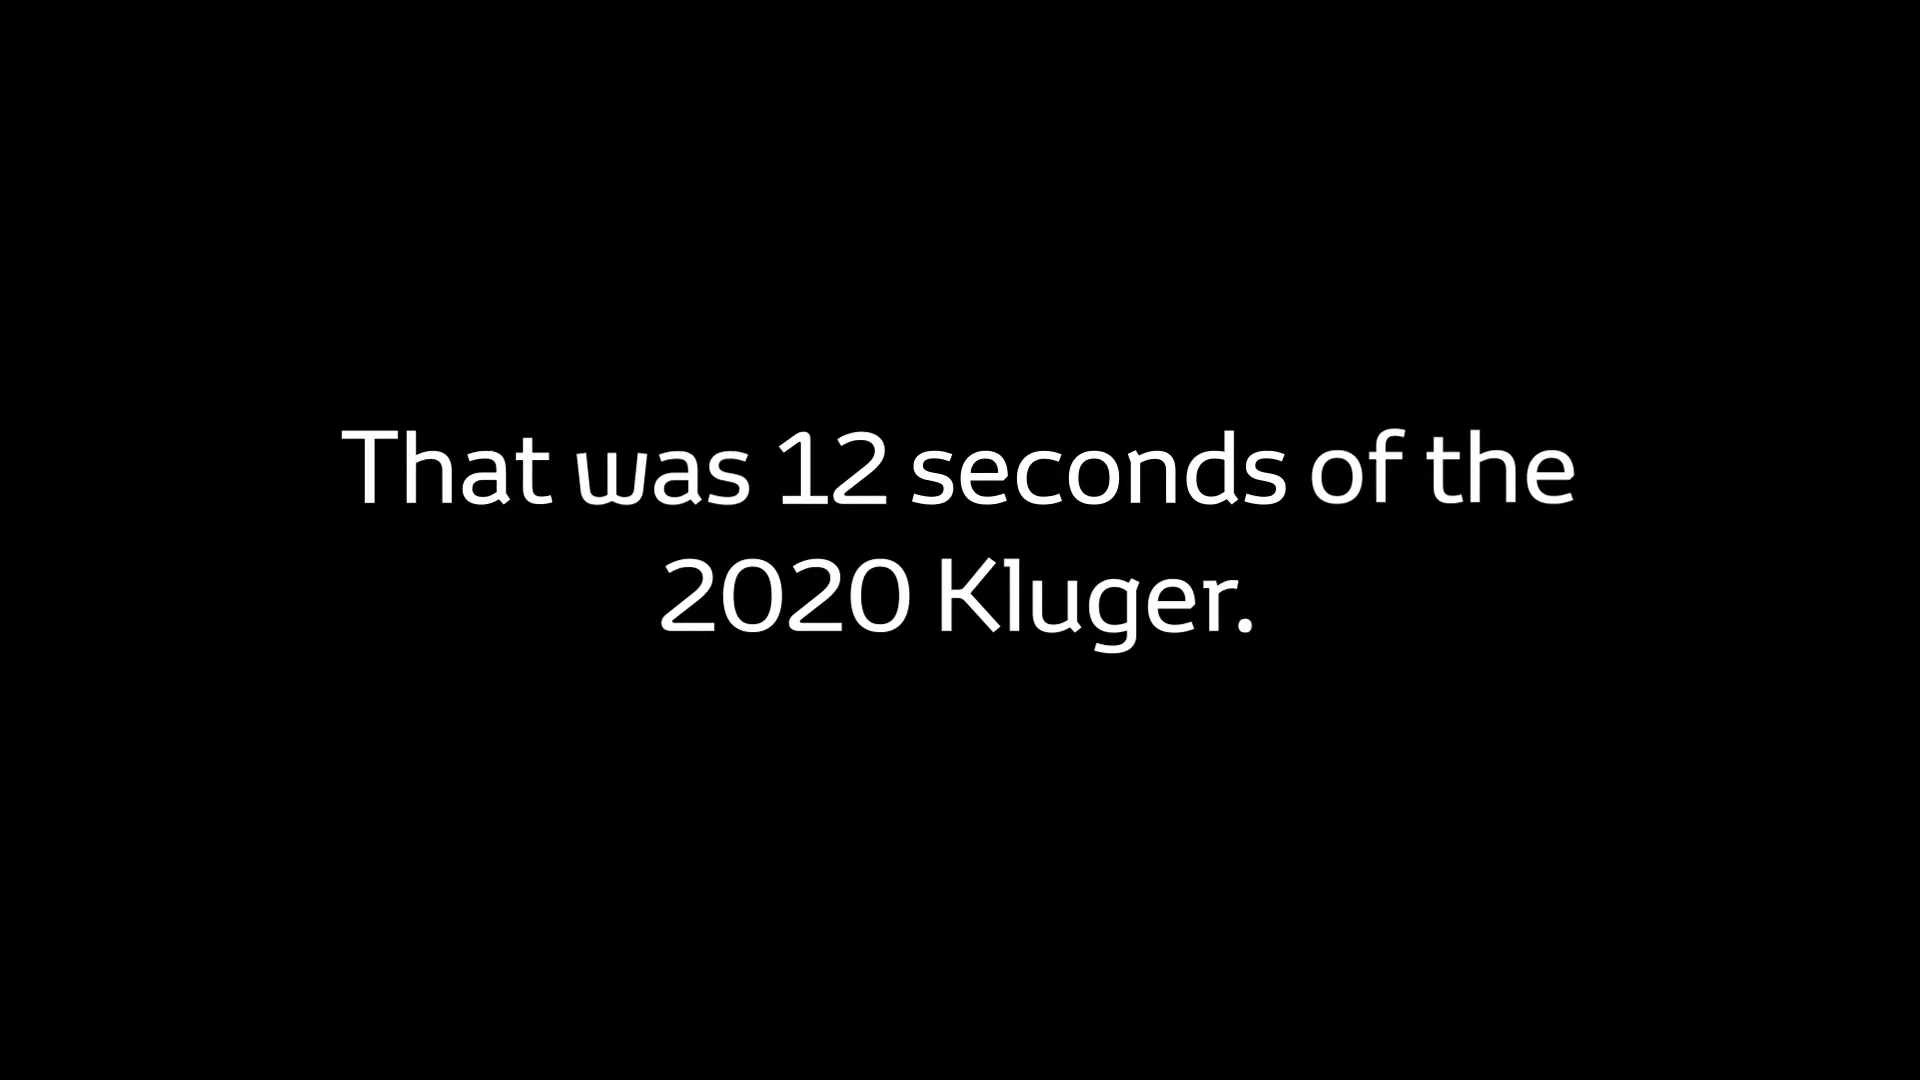 That was 12 seconds of the
2020 Kluger.